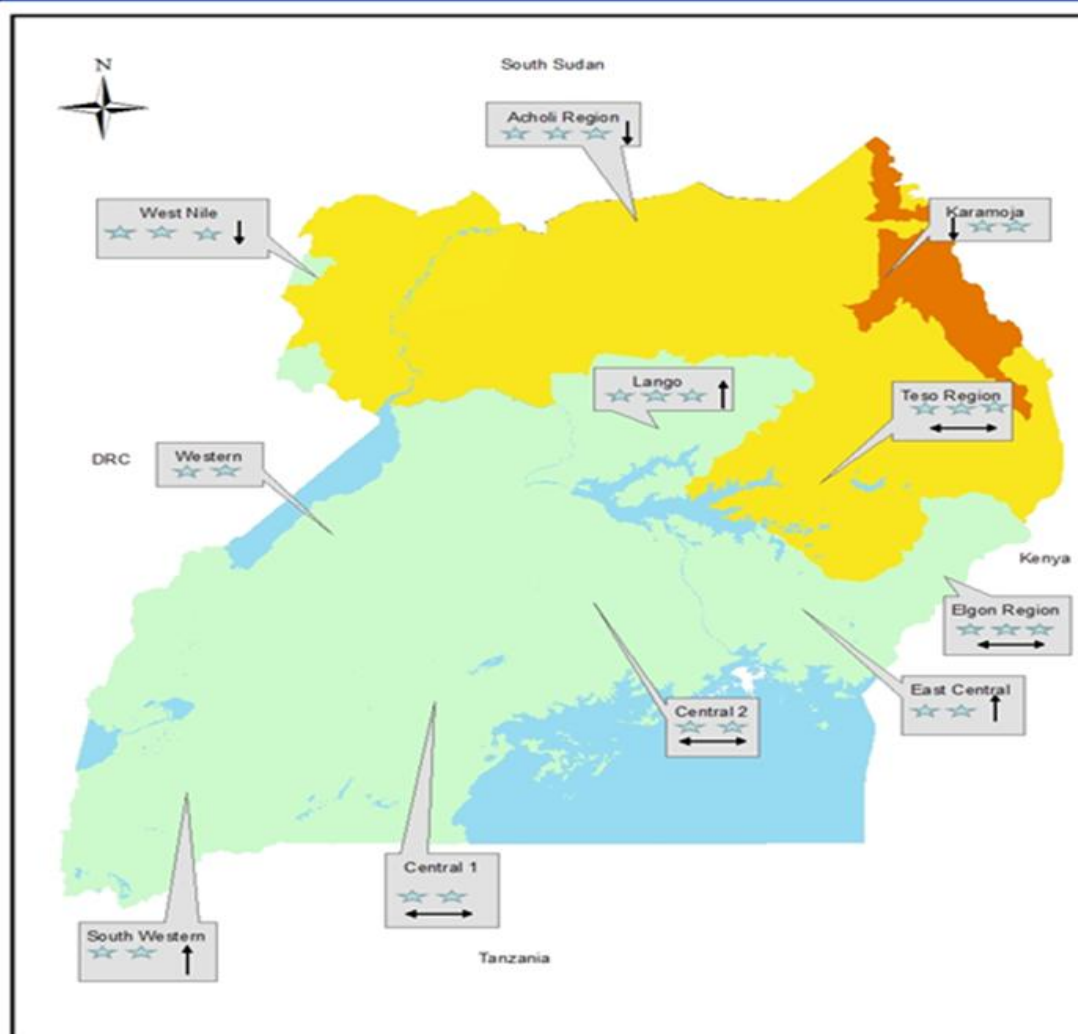 N
South Sudan
Acholi Region
West Nile
Karamoja
Lango
Teso Region
DRC
Western
Kenya
Elgon Region
East Central
Central 2
Central 1
South Western
Tanzania